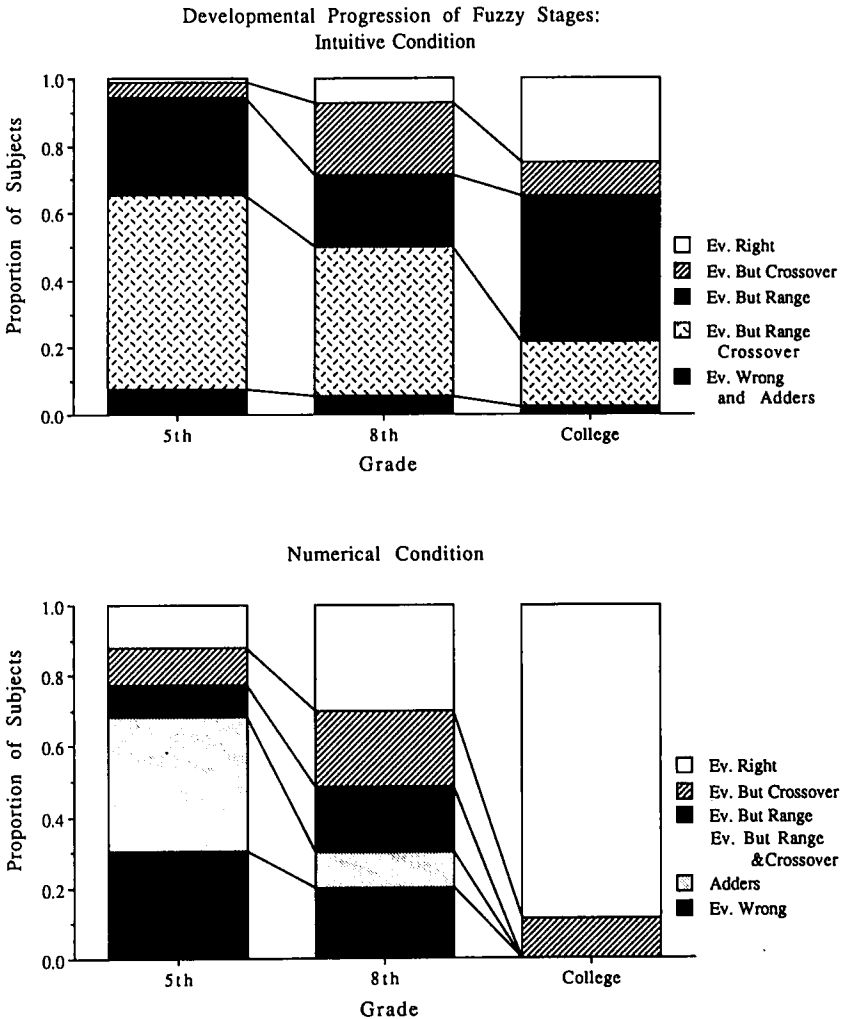 Developmental Progression of Fuzzy Stages:
Intuitive Condition
Proportion of Subjects
1.0
0.8
0.6
0.4
0.2
0.0
5th
8th
College
Grade
Ev. Right
Ev. But Crossover
Ev. But Range
Ev. But Range
Crossover
Ev. Wrong
and Adders
Numerical Condition
Proportion of Subjects
1.0
0.8
0.6
0.4
0.2
0.0
5th
8th
College
Grade
Ev. Right
Ev. But Crossover
Ev. But Range
Ev. But Range
&Crossover
Adders
Ev. Wrong